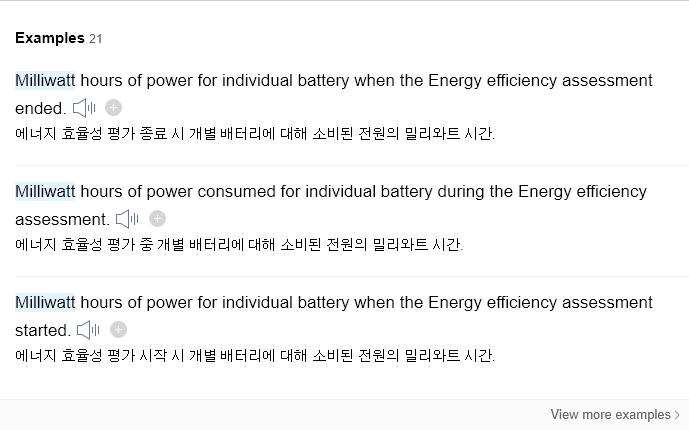 Examples 21
Milliwatt hours of power for individual battery when the Energy efficiency assessment
ended.
에너지 효율성 평가 종료 시 개별 배터리에 대해 소비된 전원의 밀리와트 시간.
Milliwatt hours of power consumed for individual battery during the Energy efficiency
assessment.
에너지 효율성 평가 중 개별 배터리에 대해 소비된 전원의 밀리와트 시간.
Milliwatt hours of power for individual battery when the Energy efficiency assessment
started.
에너지 효율성 평가 시작 시 개별 배터리에 대해 소비된 전원의 밀리와트 시간.
View more examples